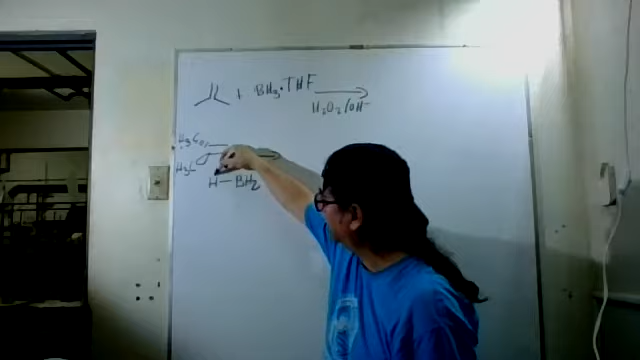 + BH₃·THF
H₂O₂/OH⁻
H₃C
H₃C
H — BH₂